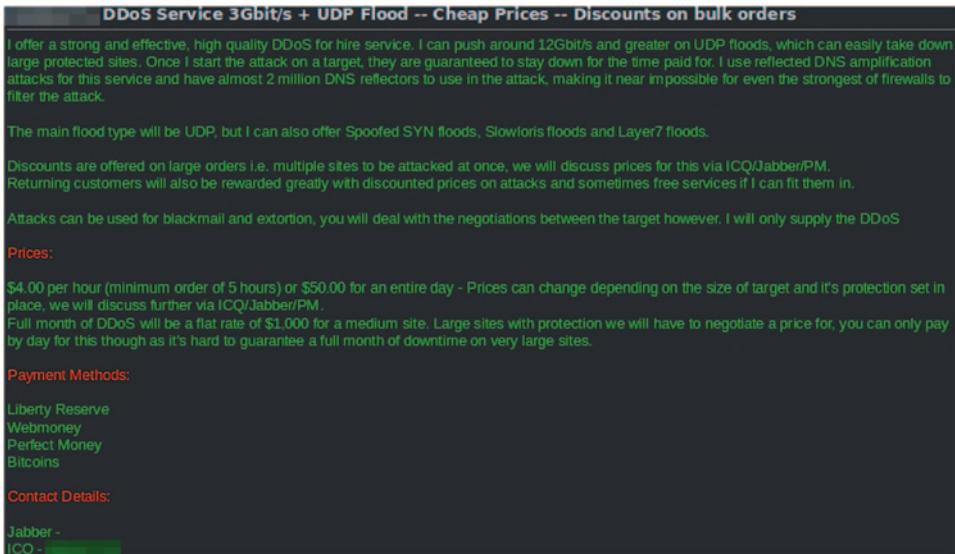 DDoS Service 3Gbit/s + UDP Flood -- Cheap Prices -- Discounts on bulk orders
I offer a strong and effective, high quality DDoS for hire service. I can push around 12Gbit/s and greater on UDP floods, which can easily take down
large protected sites. Once I start the attack on a target, they are guaranteed to stay down for the time paid for. I use reflected DNS amplification
attacks for this service and have almost 2 million DNS reflectors to use in the attack, making it near impossible for even the strongest of firewalls to
filter the attack.
The main flood type will be UDP, but I can also offer Spoofed SYN floods, Slowloris floods and Layer7 floods.
Discounts are offered on large orders i.e. multiple sites to be attacked at once, we will discuss prices for this via ICQ/Jabber/PM.
Returning customers will also be rewarded greatly with discounted prices on attacks and sometimes free services if I can fit them in.
Attacks can be used for blackmail and extortion, you will deal with the negotiations between the target however. I will only supply the DDoS
Prices:
$4.00 per hour (minimum order of 5 hours) or $50.00 for an entire day - Prices can change depending on the size of target and it's protection set in
place, we will discuss further via ICQ/Jabber/PM.
Full month of DDoS will be a flat rate of $1,000 for a medium site. Large sites with protection we will have to negotiate a price for, you can only pay
by day for this though as it's hard to guarantee a full month of downtime on very large sites.
Payment Methods:
Liberty Reserve
Webmoney
Perfect Money
Bitcoins
Contact Details:
Jabber -
ICQ -